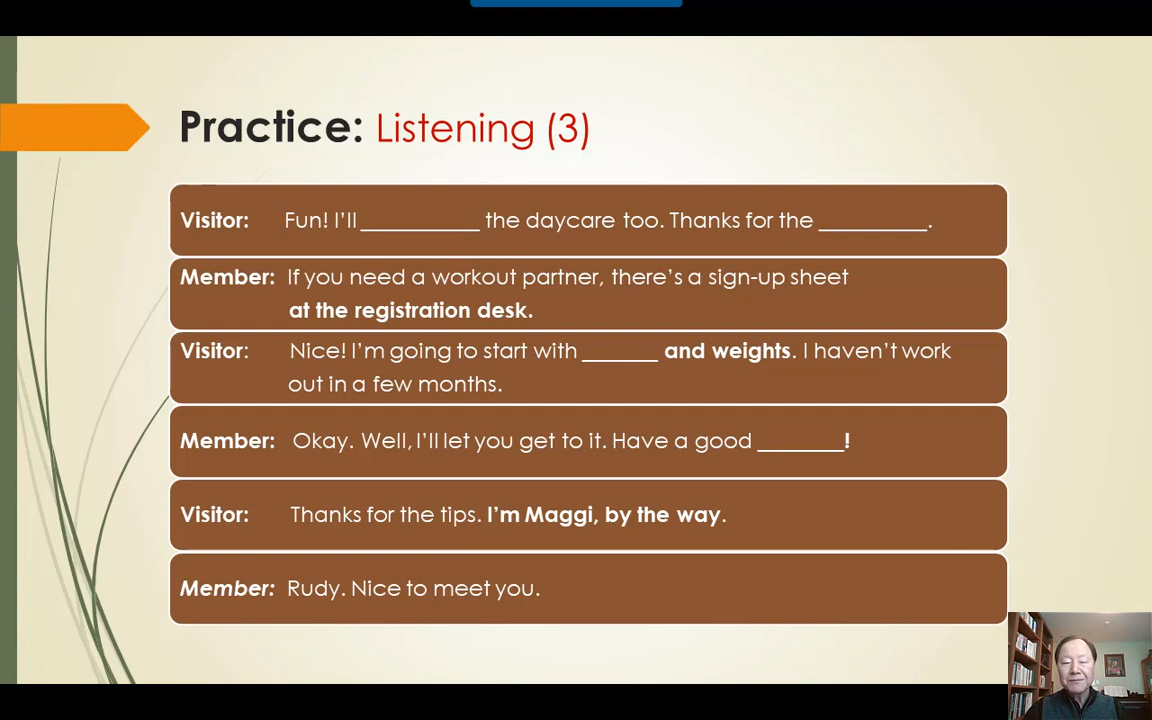 Practice: Listening (3)
Visitor: Fun! I'll __________ the daycare too. Thanks for the _________.
Member: If you need a workout partner, there's a sign-up sheet
at the registration desk.
Visitor: Nice! I'm going to start with ______ and weights. I haven't work
out in a few months.
Member: Okay. Well, I'll let you get to it. Have a good _______!
Visitor: Thanks for the tips. I'm Maggi, by the way.
Member: Rudy. Nice to meet you.